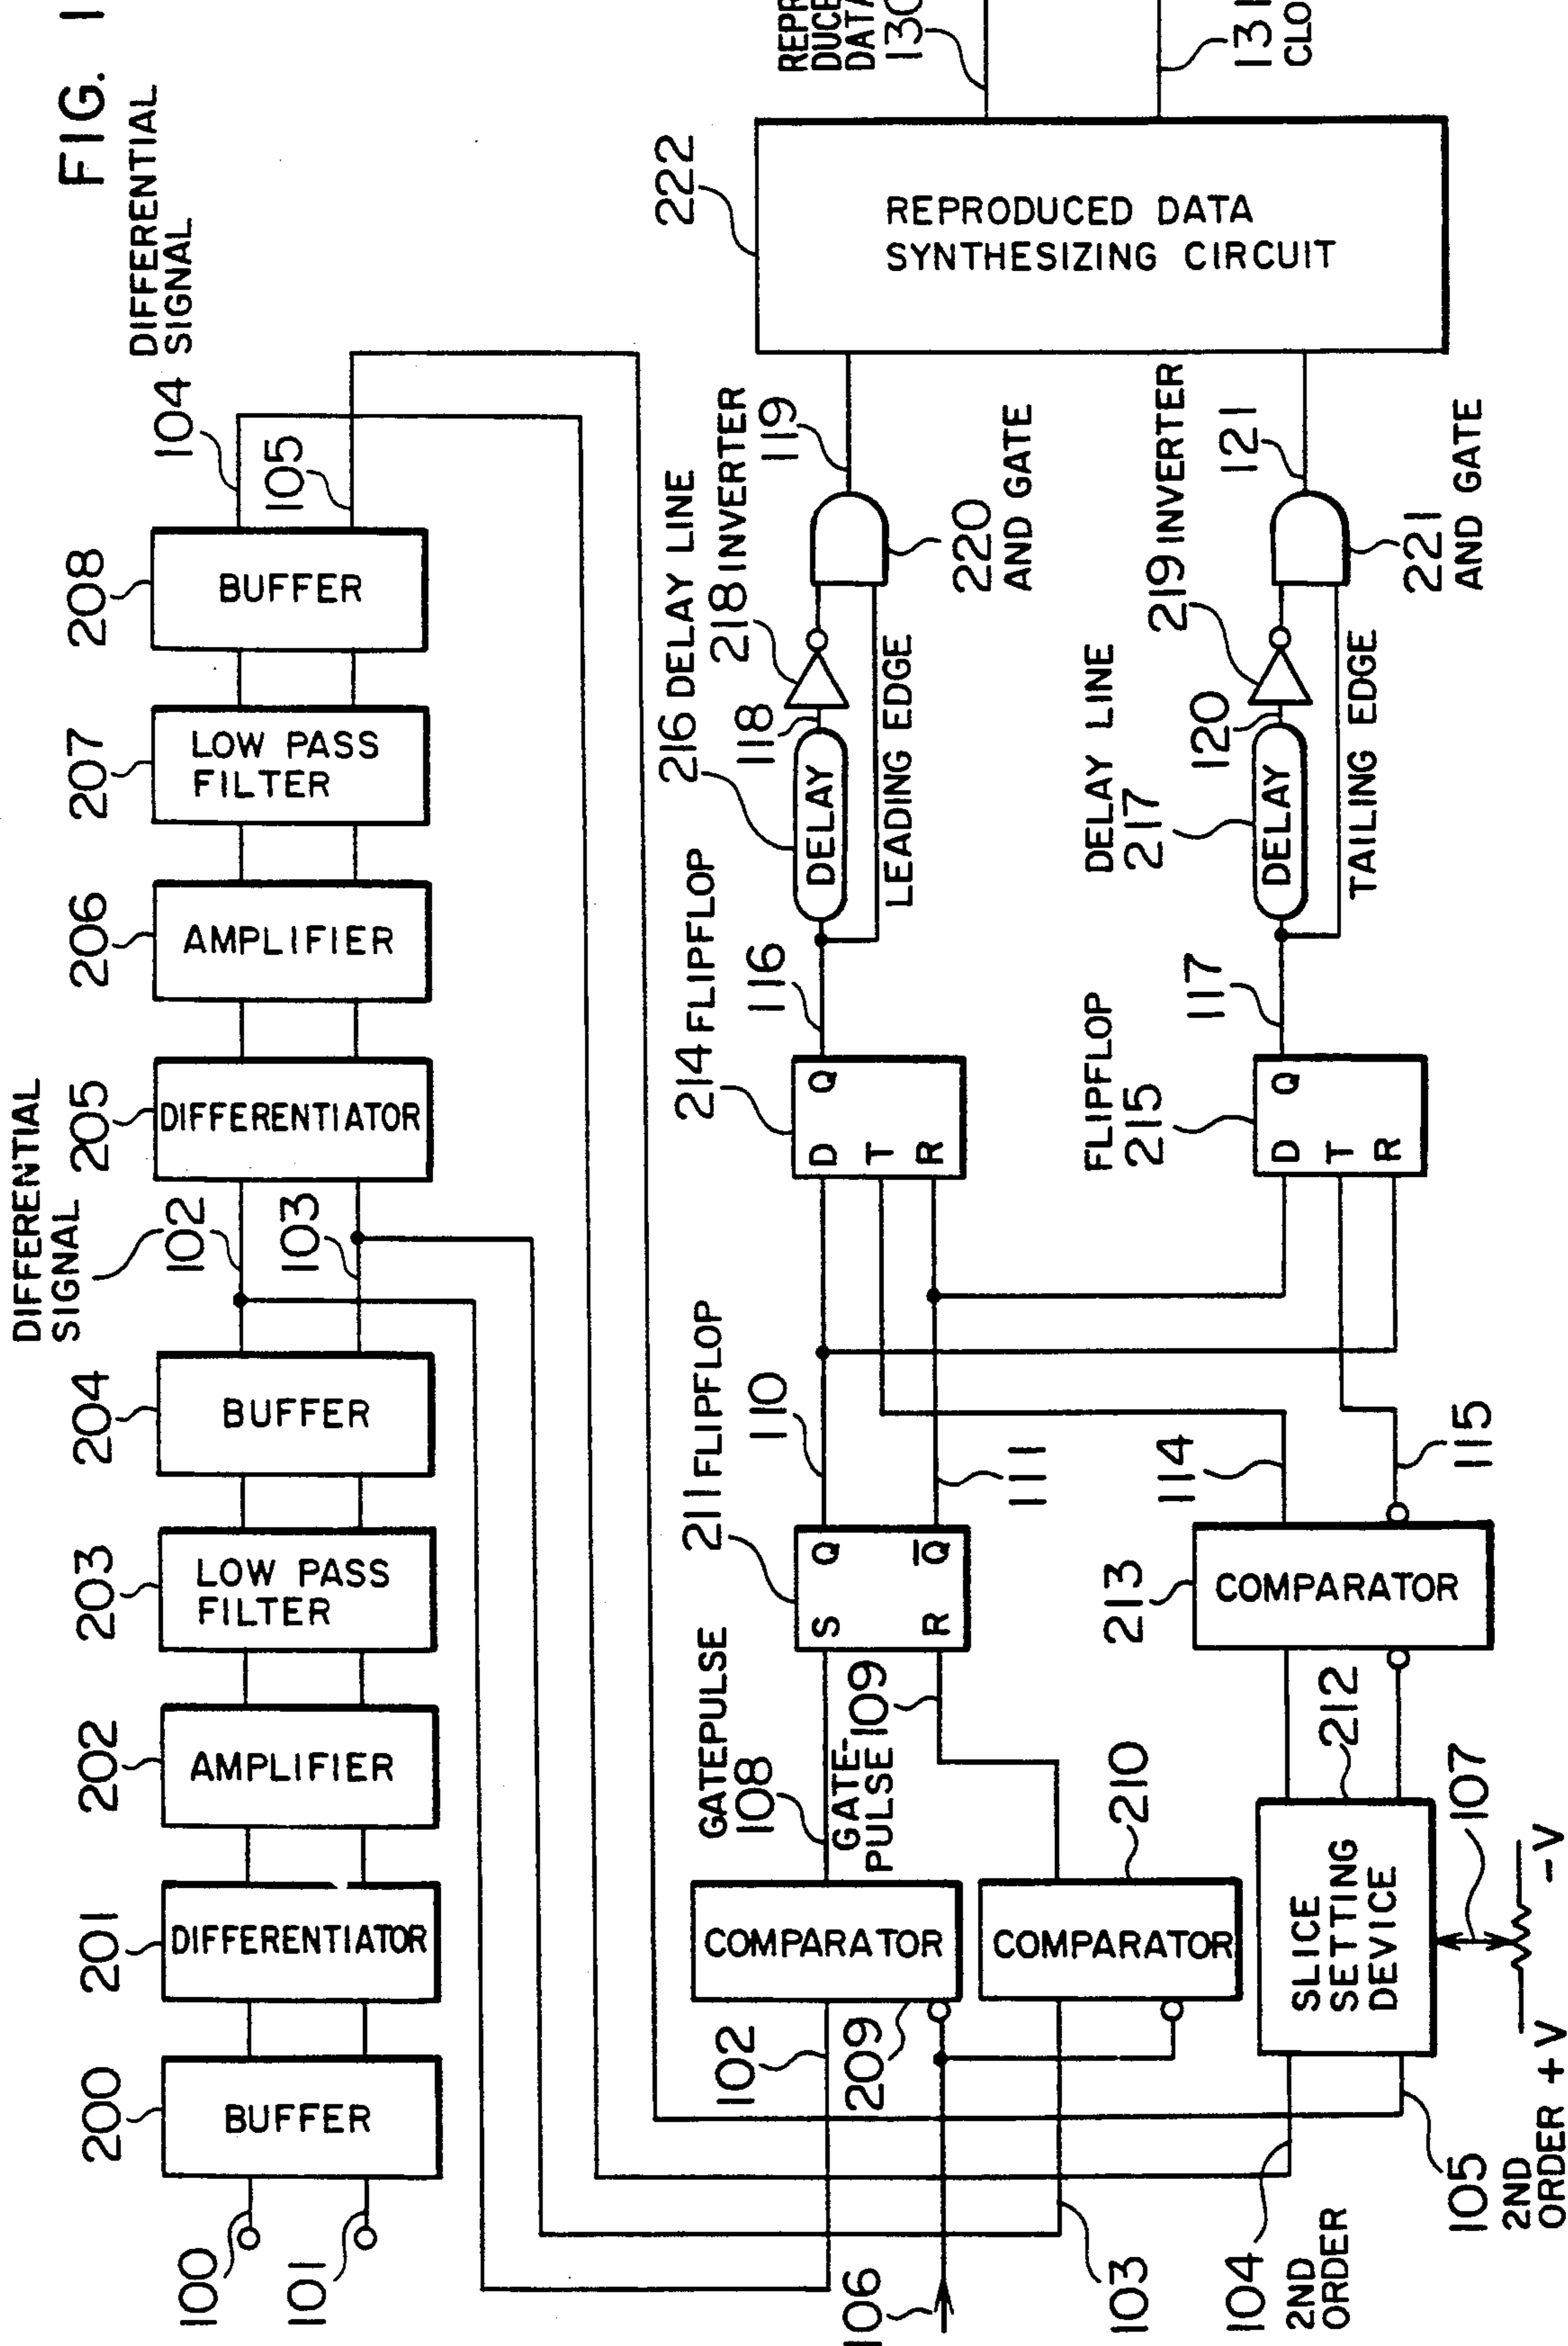 FIG. 1
DIFFERENTIAL
SIGNAL
102
103
DIFFERENTIAL
SIGNAL
104
105
100
101
200
BUFFER
201
DIFFERENTIATOR
202
AMPLIFIER
203
LOW PASS
FILTER
204
BUFFER
205
DIFFERENTIATOR
206
AMPLIFIER
207
LOW PASS
FILTER
208
BUFFER
102
209
COMPARATOR
106
103
210
COMPARATOR
GATEPULSE
108
GATE-
PULSE 109
211 FLIPFLOP
S Q
R Q̅
110
111
214 FLIPFLOP
D Q
T
R
116
216 DELAY LINE
DELAY
118
218 INVERTER
LEADING EDGE
220
AND GATE
119
222
REPRODUCED DATA
SYNTHESIZING CIRCUIT
REPR
DUCE
DATA
130
131
CLO
104
2ND
ORDER
105
2ND
ORDER
+V
-V
107
SLICE
SETTING
DEVICE
212
213
COMPARATOR
114
115
FLIPFLOP
215
D Q
T
R
117
DELAY LINE
217
DELAY
120
219 INVERTER
TAILING EDGE
221
AND GATE
121